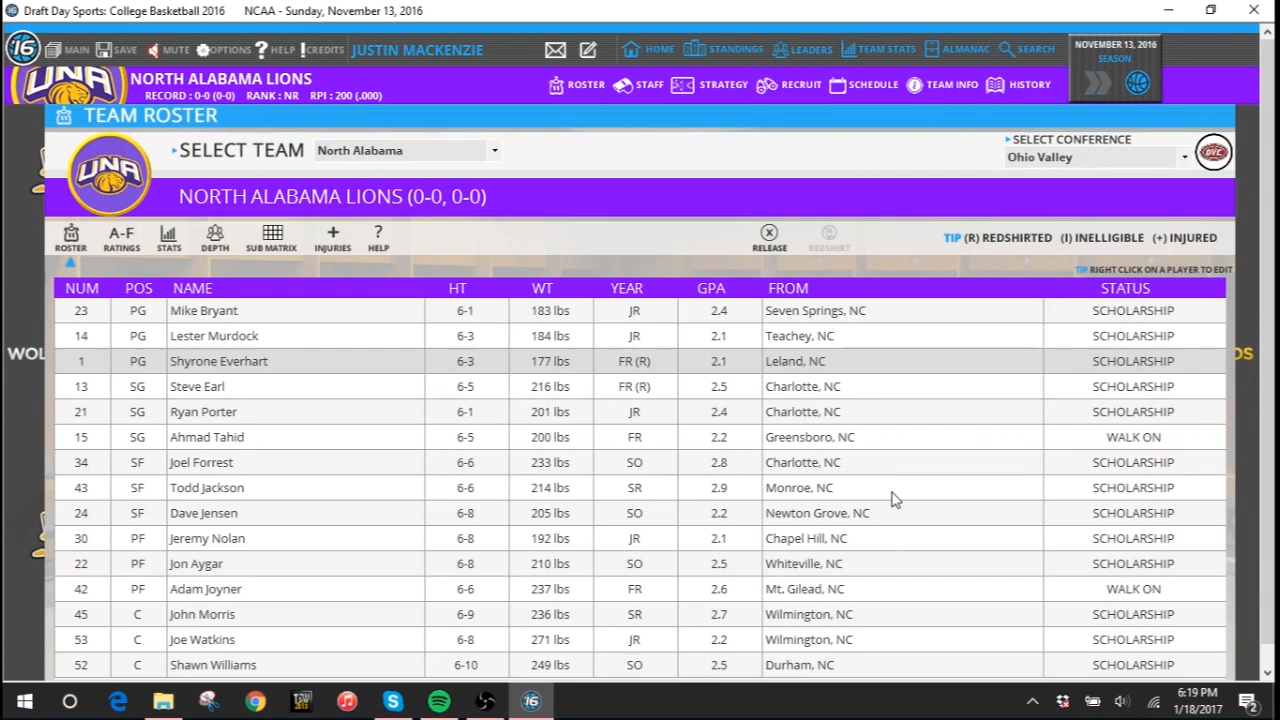 Draft Day Sports: College Basketball 2016 NCAA - Sunday, November 13, 2016
16 MAIN SAVE MUTE OPTIONS ? HELP ! CREDITS JUSTIN MACKENZIE HOME STANDINGS LEADERS TEAM STATS ALMANAC SEARCH
NOVEMBER 13, 2016
SEASON
UNA NORTH ALABAMA LIONS
RECORD : 0-0 (0-0) RANK : NR RPI : 200 (.000)
ROSTER STAFF STRATEGY RECRUIT SCHEDULE TEAM INFO HISTORY
TEAM ROSTER
UNA
SELECT TEAM North Alabama
SELECT CONFERENCE
Ohio Valley OVC
NORTH ALABAMA LIONS (0-0, 0-0)
ROSTER A-F RATINGS STATS DEPTH SUB MATRIX INJURIES ? HELP RELEASE REDSHIRT
TIP (R) REDSHIRTED (I) INELLIGIBLE (+) INJURED
TIP RIGHT CLICK ON A PLAYER TO EDIT
NUM POS NAME HT WT YEAR GPA FROM STATUS
23 PG Mike Bryant 6-1 183 lbs JR 2.4 Seven Springs, NC SCHOLARSHIP
14 PG Lester Murdock 6-3 184 lbs JR 2.1 Teachey, NC SCHOLARSHIP
1 PG Shyrone Everhart 6-3 177 lbs FR (R) 2.1 Leland, NC SCHOLARSHIP
13 SG Steve Earl 6-5 216 lbs FR (R) 2.5 Charlotte, NC SCHOLARSHIP
21 SG Ryan Porter 6-1 201 lbs JR 2.4 Charlotte, NC SCHOLARSHIP
15 SG Ahmad Tahid 6-5 200 lbs FR 2.2 Greensboro, NC WALK ON
34 SF Joel Forrest 6-6 233 lbs SO 2.8 Charlotte, NC SCHOLARSHIP
43 SF Todd Jackson 6-6 214 lbs SR 2.9 Monroe, NC SCHOLARSHIP
24 SF Dave Jensen 6-8 205 lbs SO 2.2 Newton Grove, NC SCHOLARSHIP
30 PF Jeremy Nolan 6-8 192 lbs JR 2.1 Chapel Hill, NC SCHOLARSHIP
22 PF Jon Aygar 6-8 210 lbs SO 2.5 Whiteville, NC SCHOLARSHIP
42 PF Adam Joyner 6-6 237 lbs FR 2.6 Mt. Gilead, NC WALK ON
45 C John Morris 6-9 236 lbs SR 2.7 Wilmington, NC SCHOLARSHIP
53 C Joe Watkins 6-8 271 lbs JR 2.2 Wilmington, NC SCHOLARSHIP
52 C Shawn Williams 6-10 249 lbs SO 2.5 Durham, NC SCHOLARSHIP
WOL
DS
16
6:19 PM
1/18/2017
2